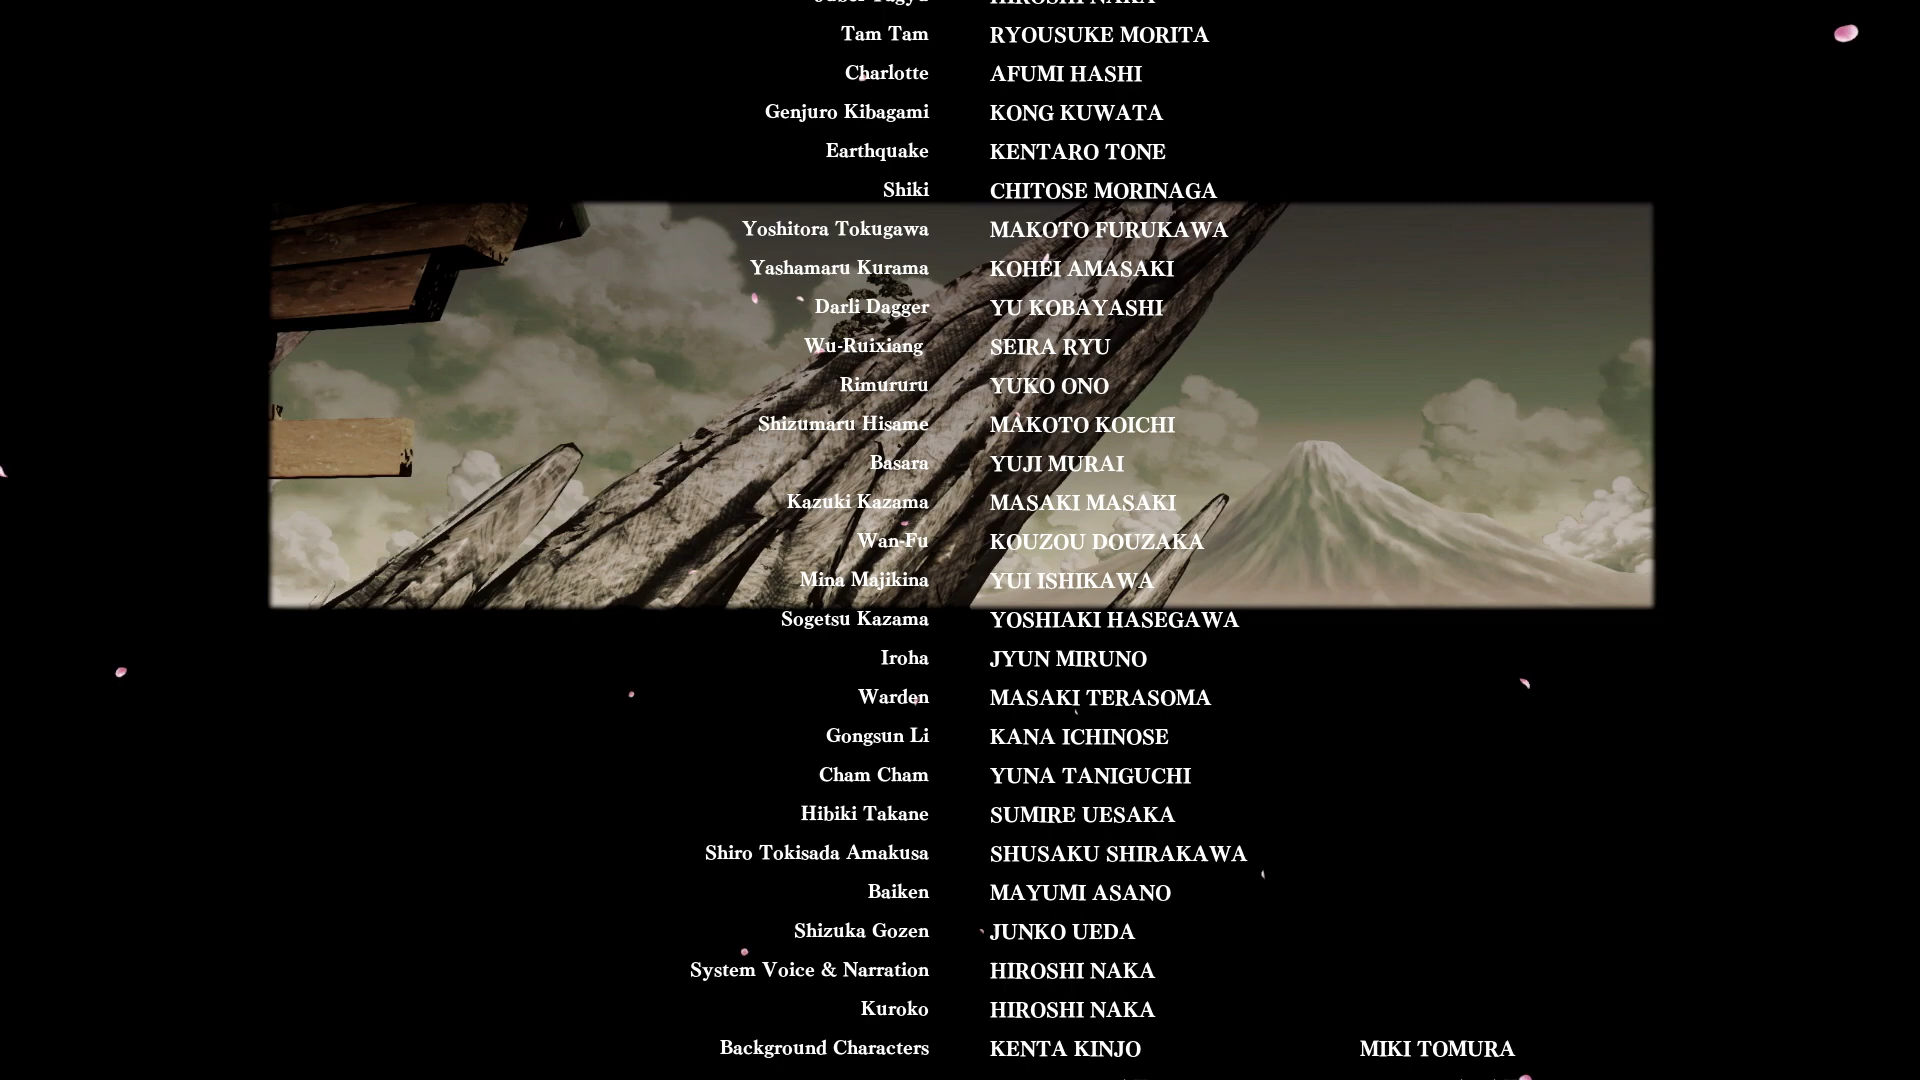 Tam Tam RYOUSUKE MORITA
Charlotte AFUMI HASHI
Genjuro Kibagami KONG KUWATA
Earthquake KENTARO TONE
Shiki CHITOSE MORINAGA
Yoshitora Tokugawa MAKOTO FURUKAWA
Yashamaru Kurama KOHEI AMASAKI
Darli Dagger YU KOBAYASHI
Wu-Ruixiang SEIRA RYU
Rimururu YUKO ONO
Shizumaru Hisame MAKOTO KOICHI
Basara YUJI MURAI
Kazuki Kazama MASAKI MASAKI
Wan-Fu KOUZOU DOUZAKA
Mina Majikina YUI ISHIKAWA
Sogetsu Kazama YOSHIAKI HASEGAWA
Iroha JYUN MIRUNO
Warden MASAKI TERASOMA
Gongsun Li KANA ICHINOSE
Cham Cham YUNA TANIGUCHI
Hibiki Takane SUMIRE UESAKA
Shiro Tokisada Amakusa SHUSAKU SHIRAKAWA
Baiken MAYUMI ASANO
Shizuka Gozen JUNKO UEDA
System Voice & Narration HIROSHI NAKA
Kuroko HIROSHI NAKA
Background Characters KENTA KINJO MIKI TOMURA